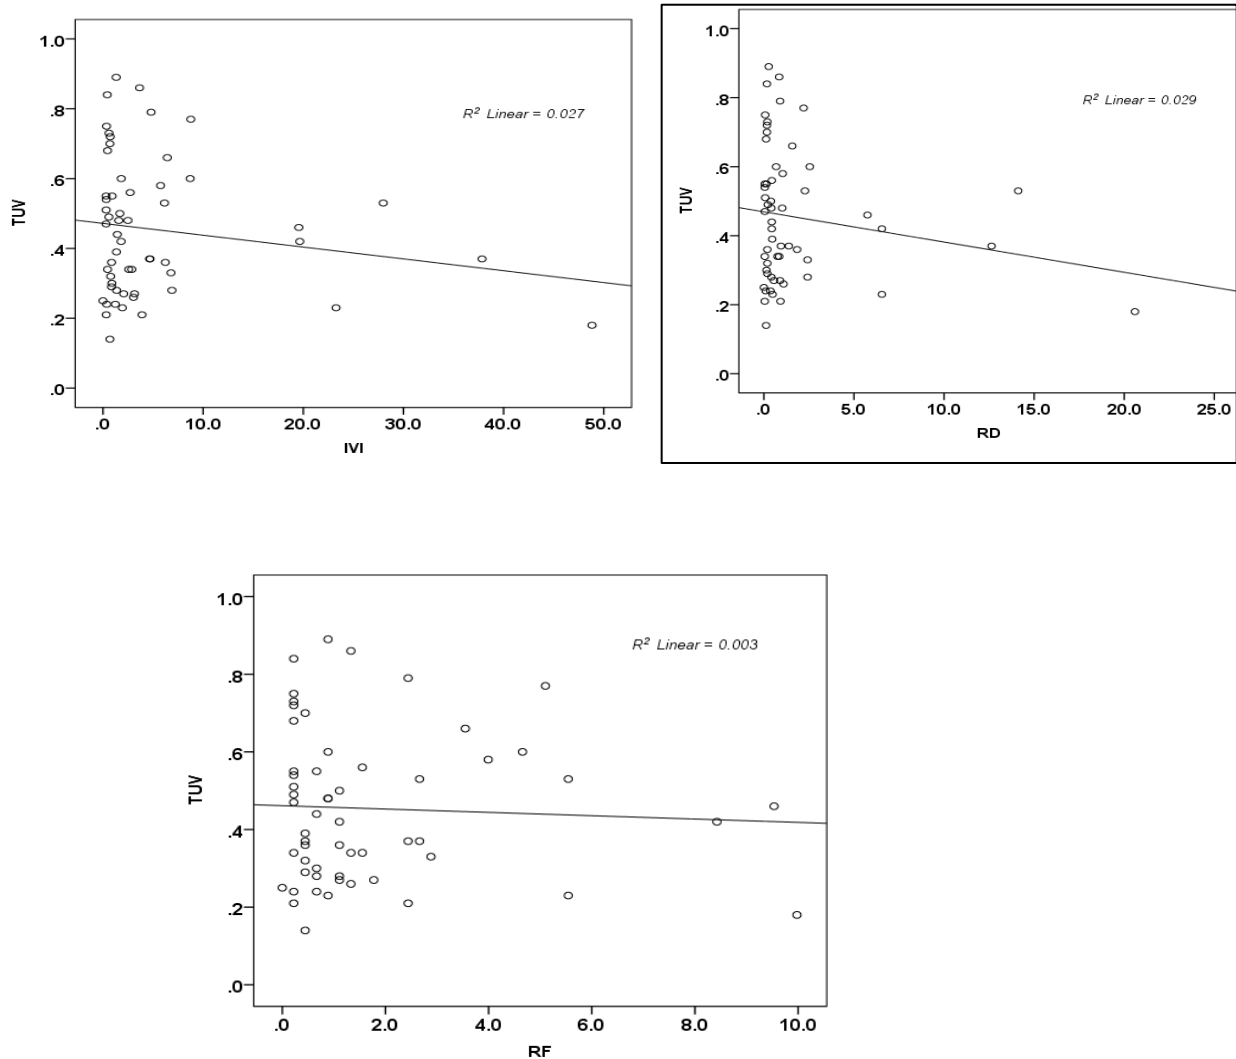 1.0
.8
.6
.4
.2
.0
TUV
R² Linear = 0.027
.0 10.0 20.0 30.0 40.0 50.0
IVI
1.0
.8
.6
.4
.2
.0
TUV
R² Linear = 0.029
.0 5.0 10.0 15.0 20.0 25.0
RD
1.0
.8
.6
.4
.2
.0
TUV
R² Linear = 0.003
.0 2.0 4.0 6.0 8.0 10.0
RF